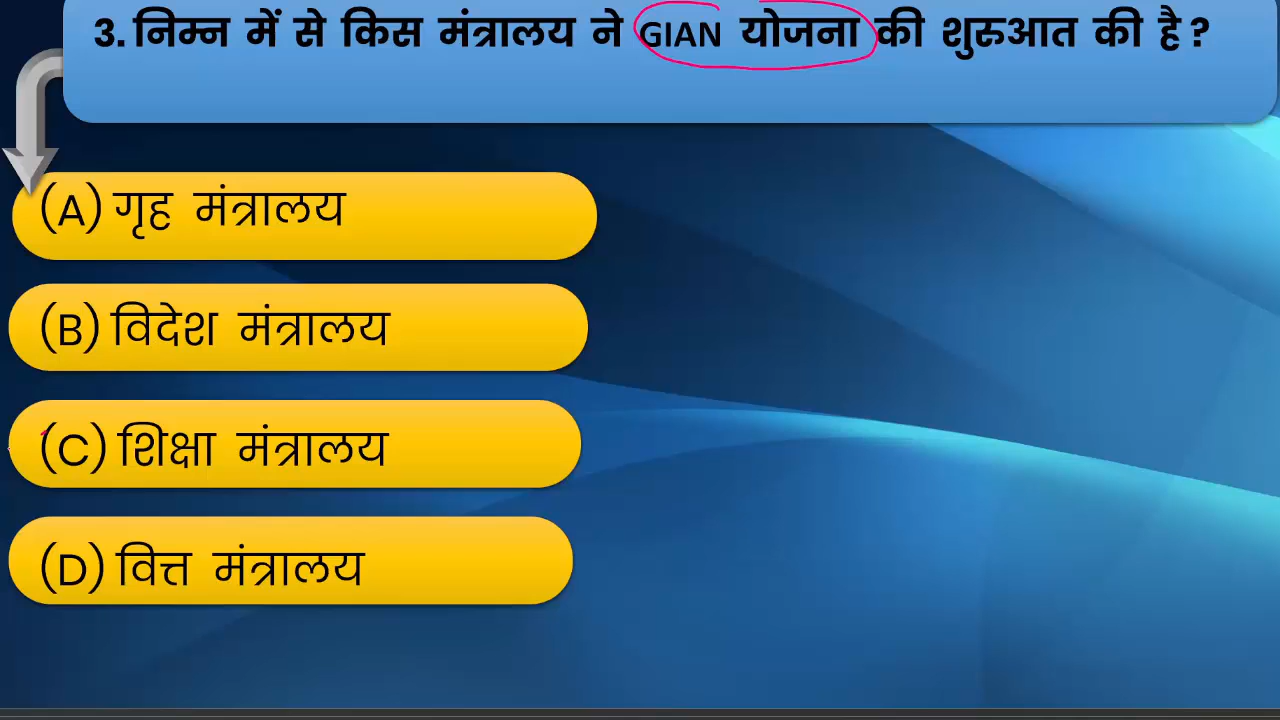 3. निम्न में से किस मंत्रालय ने GIAN योजना की शुरुआत की है ?
(A) गृह मंत्रालय
(B) विदेश मंत्रालय
(C) शिक्षा मंत्रालय
(D) वित्त मंत्रालय